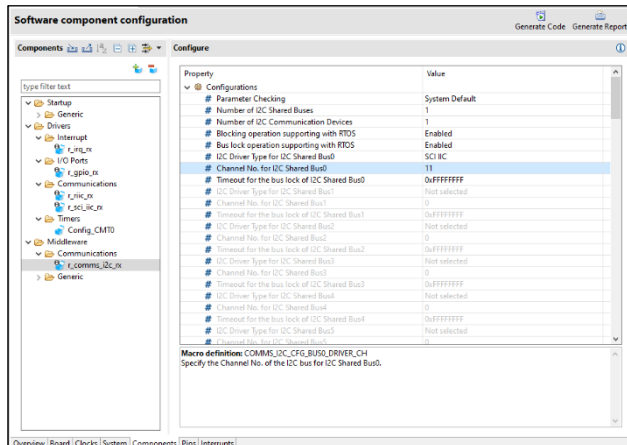 Software component configuration
Generate Code Generate Report
Components
Configure
type filter text
Startup
Generic
Drivers
Interrupt
r_irq_rx
I/O Ports
r_gpio_rx
Communications
r_riic_rx
r_sci_iic_rx
Timers
Config_CMT0
Middleware
Communications
r_comms_i2c_rx
Generic
Property Value
Configurations
# Parameter Checking System Default
# Number of I2C Shared Buses 1
# Number of I2C Communication Devices 1
# Blocking operation supporting with RTOS Enabled
# Bus lock operation supporting with RTOS Enabled
# I2C Driver Type for I2C Shared Bus0 SCI IIC
# Channel No. for I2C Shared Bus0 11
# Timeout for the bus lock of I2C Shared Bus0 0xFFFFFFFF
# I2C Driver Type for I2C Shared Bus1 Not selected
# Channel No. for I2C Shared Bus1 0
# Timeout for the bus lock of I2C Shared Bus1 0xFFFFFFFF
# I2C Driver Type for I2C Shared Bus2 Not selected
# Channel No. for I2C Shared Bus2 0
# Timeout for the bus lock of I2C Shared Bus2 0xFFFFFFFF
# I2C Driver Type for I2C Shared Bus3 Not selected
# Channel No. for I2C Shared Bus3 0
# Timeout for the bus lock of I2C Shared Bus3 0xFFFFFFFF
# I2C Driver Type for I2C Shared Bus4 Not selected
# Channel No. for I2C Shared Bus4 0
# Timeout for the bus lock of I2C Shared Bus4 0xFFFFFFFF
# I2C Driver Type for I2C Shared Bus5 Not selected
# Channel No. for I2C Shared Bus5 0
Macro definition: COMMS_I2C_CFG_BUS0_DRIVER_CH
Specify the Channel No. of the I2C bus for I2C Shared Bus0.
Overview Board Clocks System Components Pins Interrupts